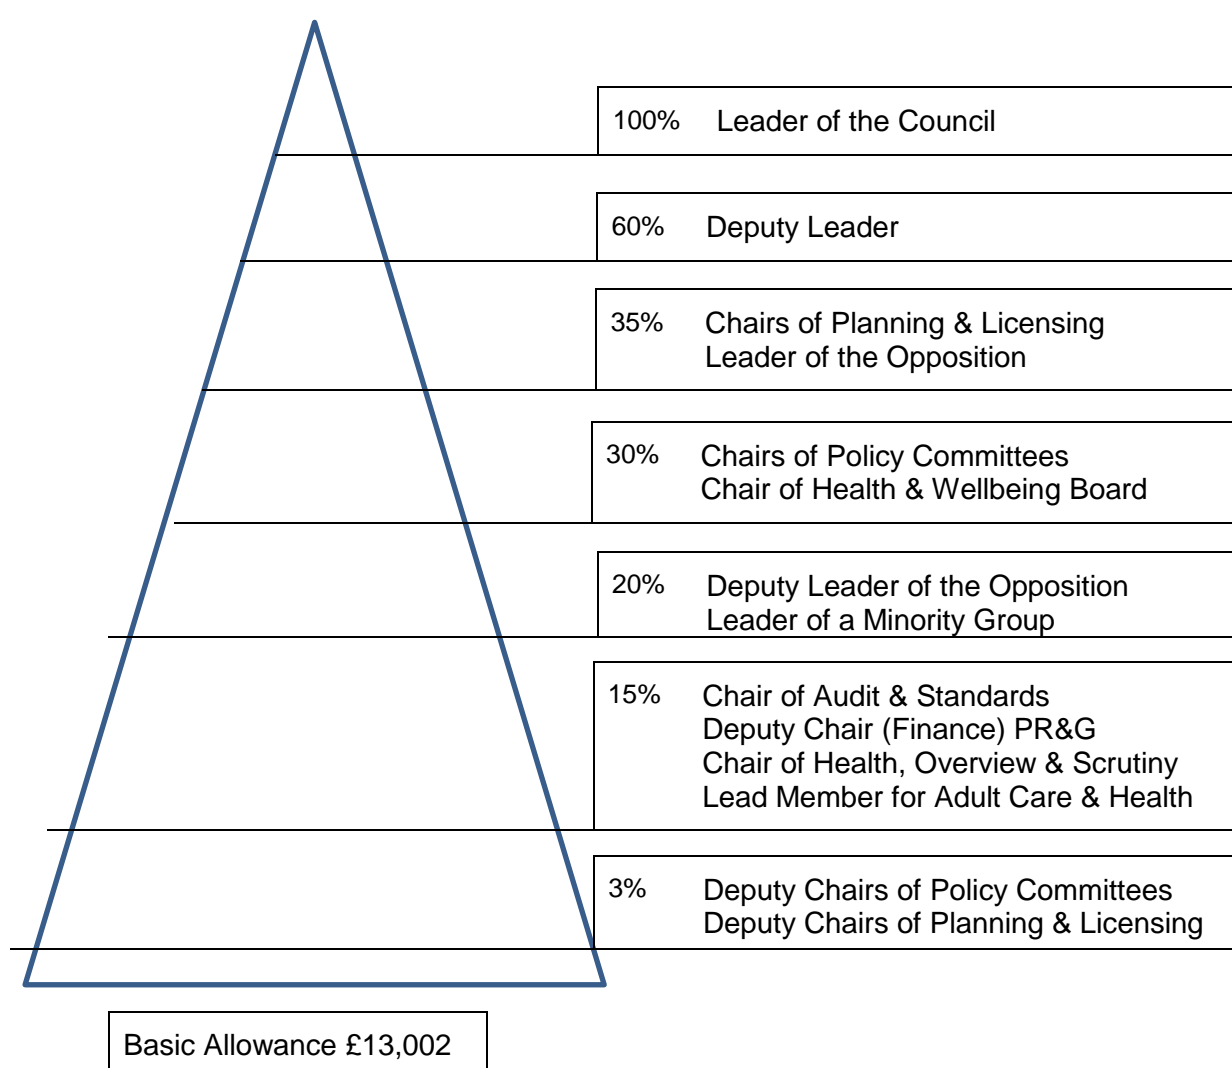 100% Leader of the Council
60% Deputy Leader
35% Chairs of Planning & Licensing
Leader of the Opposition
30% Chairs of Policy Committees
Chair of Health & Wellbeing Board
20% Deputy Leader of the Opposition
Leader of a Minority Group
15% Chair of Audit & Standards
Deputy Chair (Finance) PR&G
Chair of Health, Overview & Scrutiny
Lead Member for Adult Care & Health
3% Deputy Chairs of Policy Committees
Deputy Chairs of Planning & Licensing
Basic Allowance £13,002